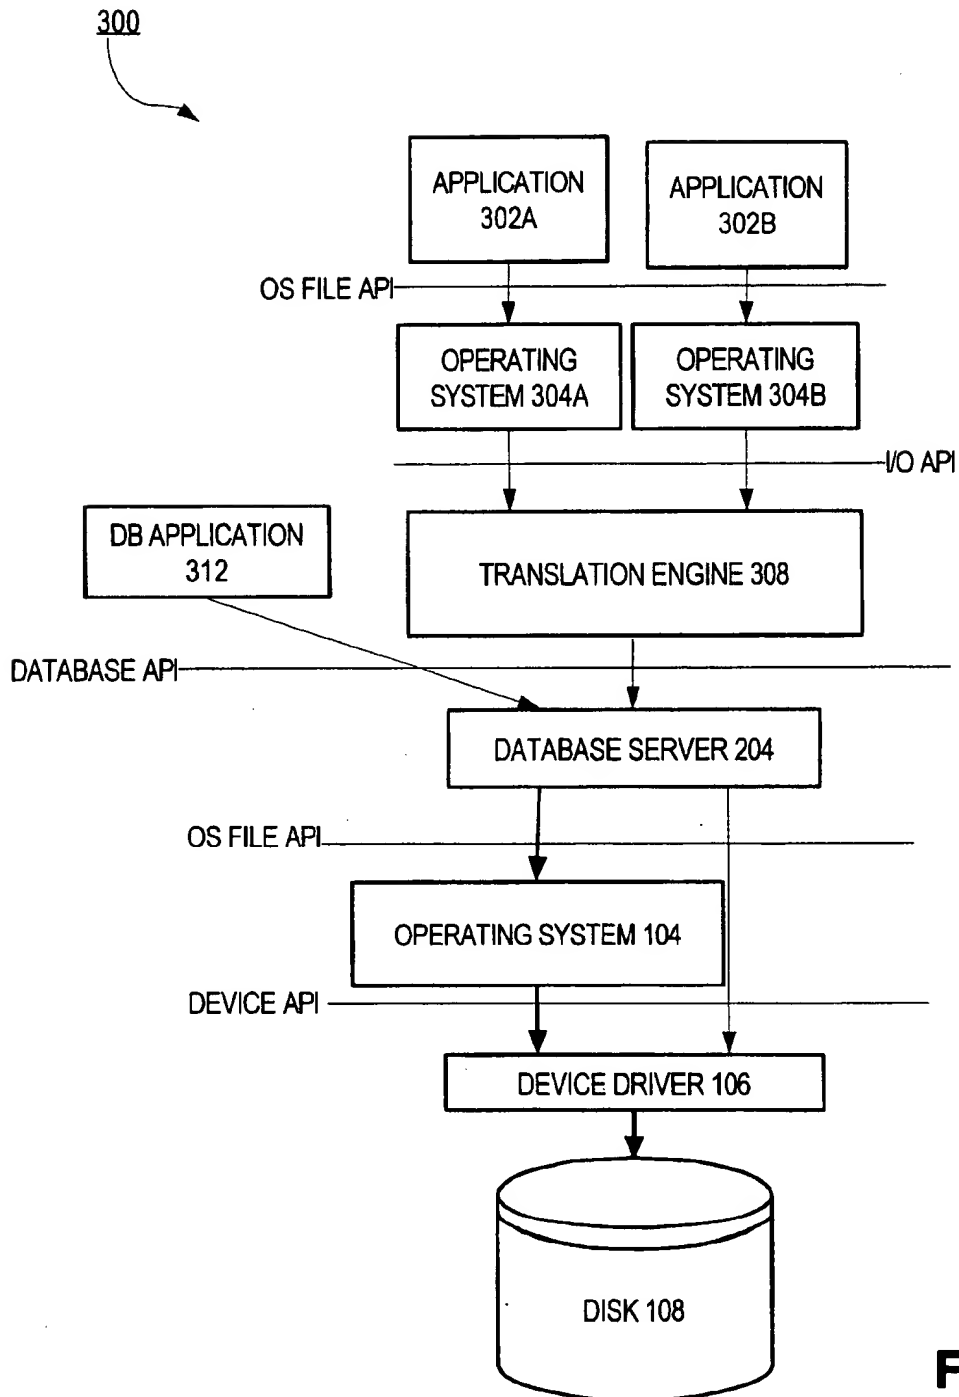 300
APPLICATION
302A
APPLICATION
302B
OS FILE API
OPERATING
SYSTEM 304A
OPERATING
SYSTEM 304B
I/O API
DB APPLICATION
312
TRANSLATION ENGINE 308
DATABASE API
DATABASE SERVER 204
OS FILE API
OPERATING SYSTEM 104
DEVICE API
DEVICE DRIVER 106
DISK 108
F